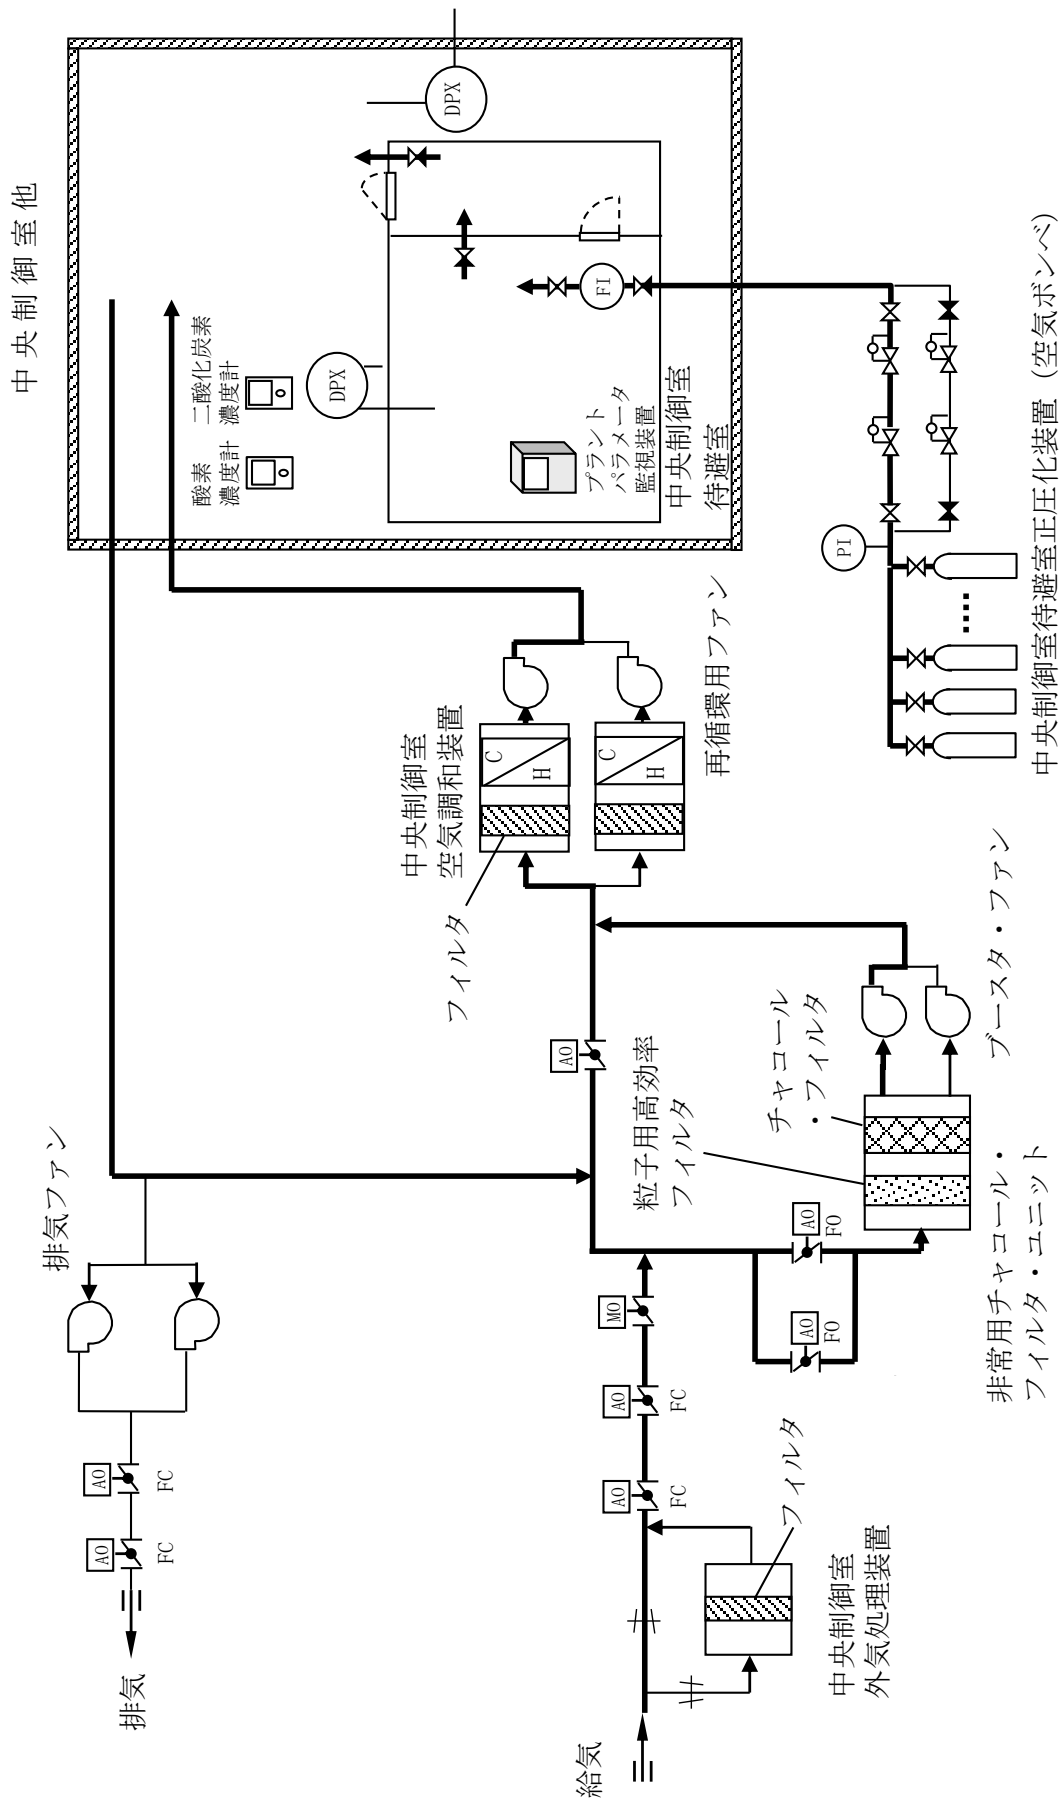 中央制御室他
DPX
DPX
FI
二酸化炭素
濃度計
酸素
濃度計
プラント
パラメータ
監視装置
中央制御室
待避室
PI
中央制御室待避室正圧化装置（空気ボンベ）
中央制御室
空気調和装置
C
H
C
H
フィルタ
再循環用ファン
AO
粒子用高効率
フィルタ
チャコール
・フィルタ
ブースタ・ファン
非常用チャコール・
フィルタ・ユニット
AO
FO
AO
FO
MO
AO
FC
AO
FC
排気ファン
AO
FC
AO
FC
排気
給気
フィルタ
中央制御室
外気処理装置